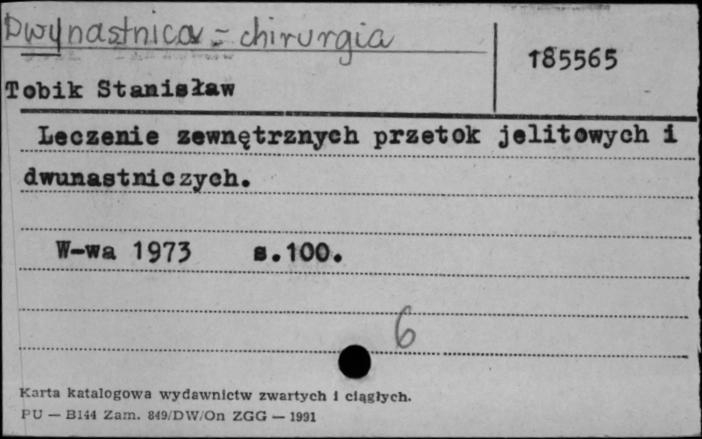 Dwunastnica - chirurgia
185565
Tobik Stanisław
Leczenie zewnętrznych przetok jelitowych i
dwunastniczych.
W-wa 1973 s.100.
6
Karta katalogowa wydawnictw zwartych i ciągłych.
PU — B144 Zam. 849/DW/On ZGG — 1991